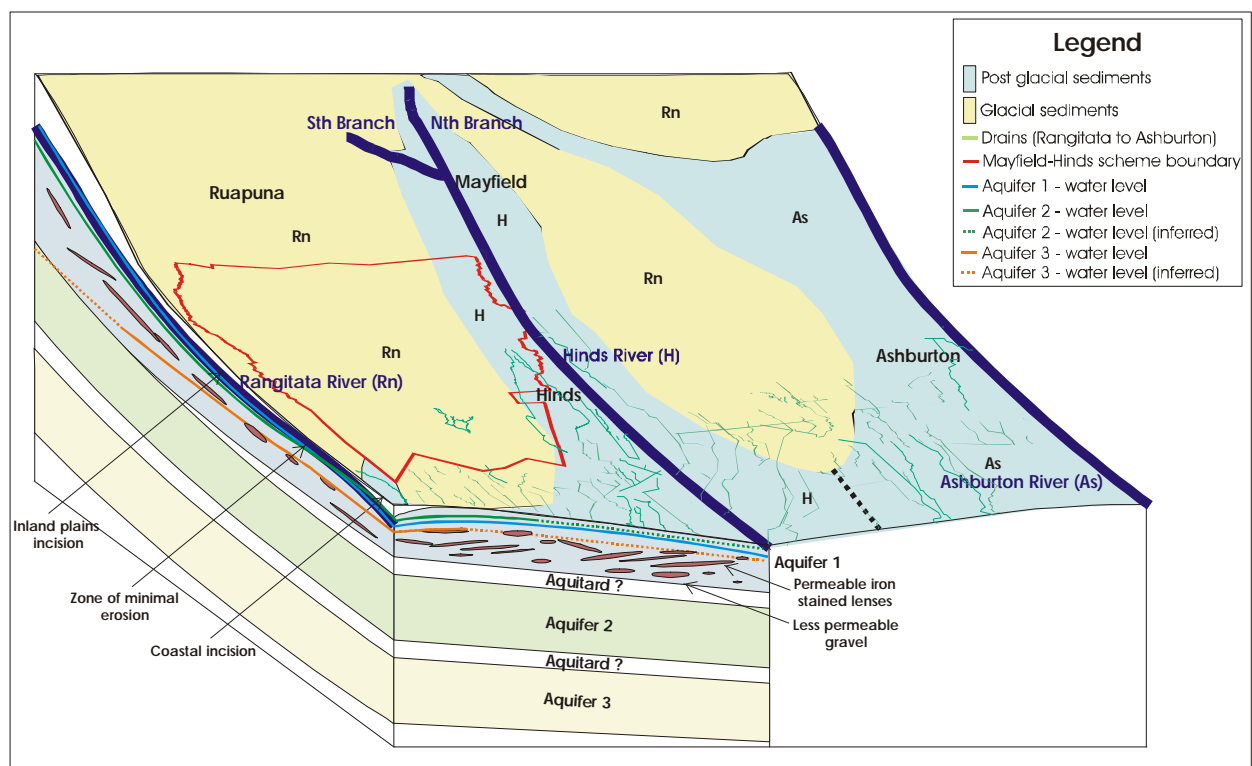 Legend
Post glacial sediments
Glacial sediments
Drains (Rangitata to Ashburton)
Mayfield-Hinds scheme boundary
Aquifer 1 - water level
Aquifer 2 - water level
Aquifer 2 - water level (inferred)
Aquifer 3 - water level
Aquifer 3 - water level (inferred)
Rn
Sth Branch
Nth Branch
Mayfield
Ruapuna
H
As
Rn
Rn
H
Rn
Hinds River (H)
Ashburton
Rangitata River (Rn)
Hinds
As
Ashburton River (As)
H
Inland plains
incision
Zone of minimal
erosion
Coastal incision
Aquifer 1
Permeable iron
stained lenses
Less permeable
gravel
Aquitard ?
Aquifer 2
Aquitard ?
Aquifer 3